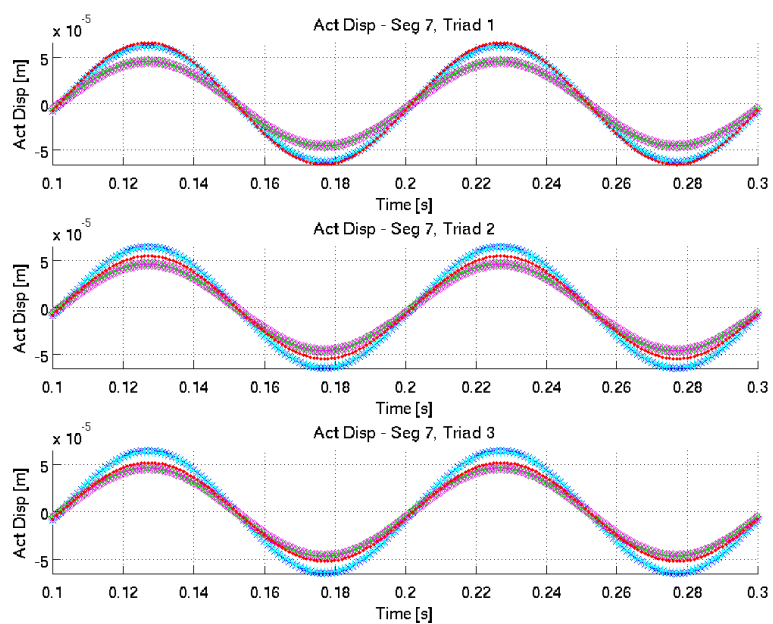 Act Disp - Seg 7, Triad 1
x 10-5
Act Disp [m]
5
0
-5
0.1 0.12 0.14 0.16 0.18 0.2 0.22 0.24 0.26 0.28 0.3
Time [s]
Act Disp - Seg 7, Triad 2
x 10-5
Act Disp [m]
5
0
-5
0.1 0.12 0.14 0.16 0.18 0.2 0.22 0.24 0.26 0.28 0.3
Time [s]
Act Disp - Seg 7, Triad 3
x 10-5
Act Disp [m]
5
0
-5
0.1 0.12 0.14 0.16 0.18 0.2 0.22 0.24 0.26 0.28 0.3
Time [s]